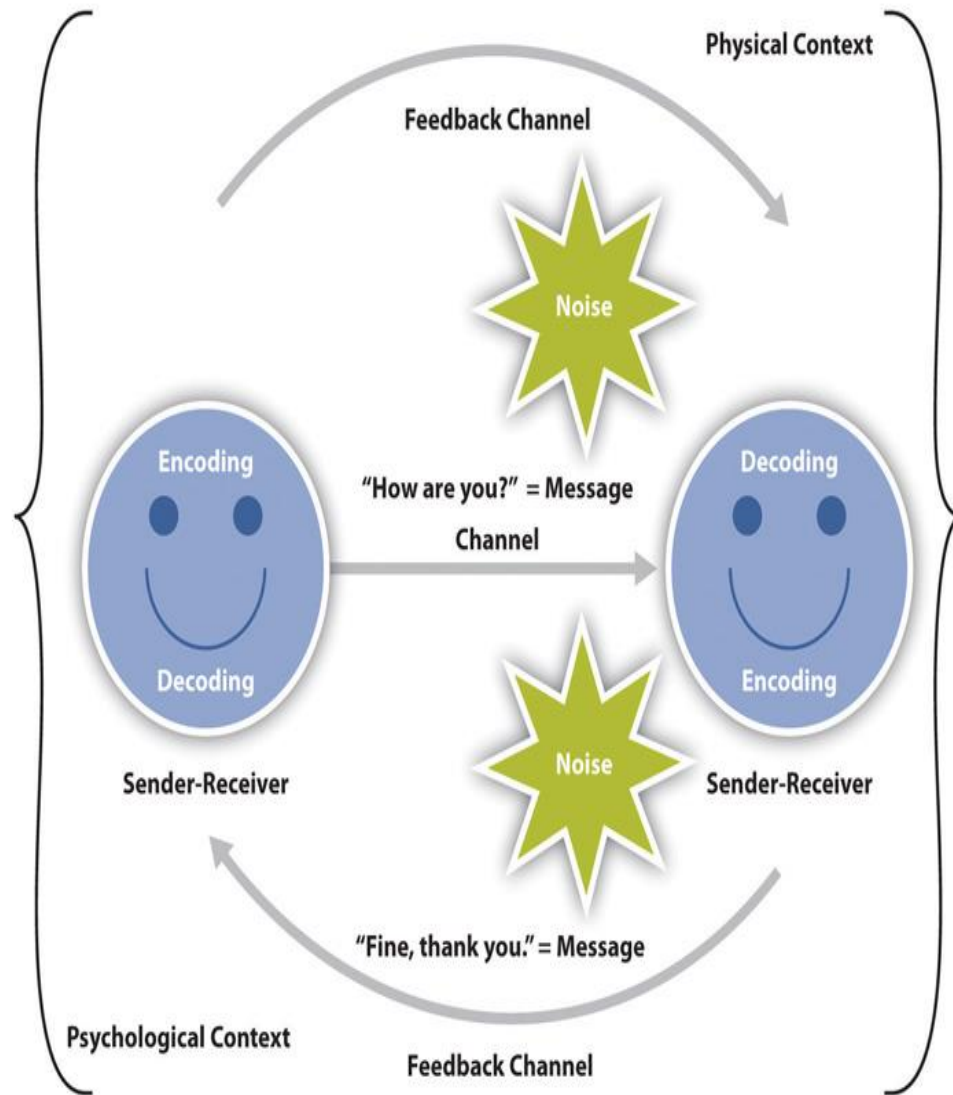 Physical Context
Feedback Channel
Noise
Encoding
Decoding
“How are you?” = Message
Channel
Decoding
Encoding
Sender-Receiver
Noise
Sender-Receiver
“Fine, thank you.” = Message
Psychological Context
Feedback Channel